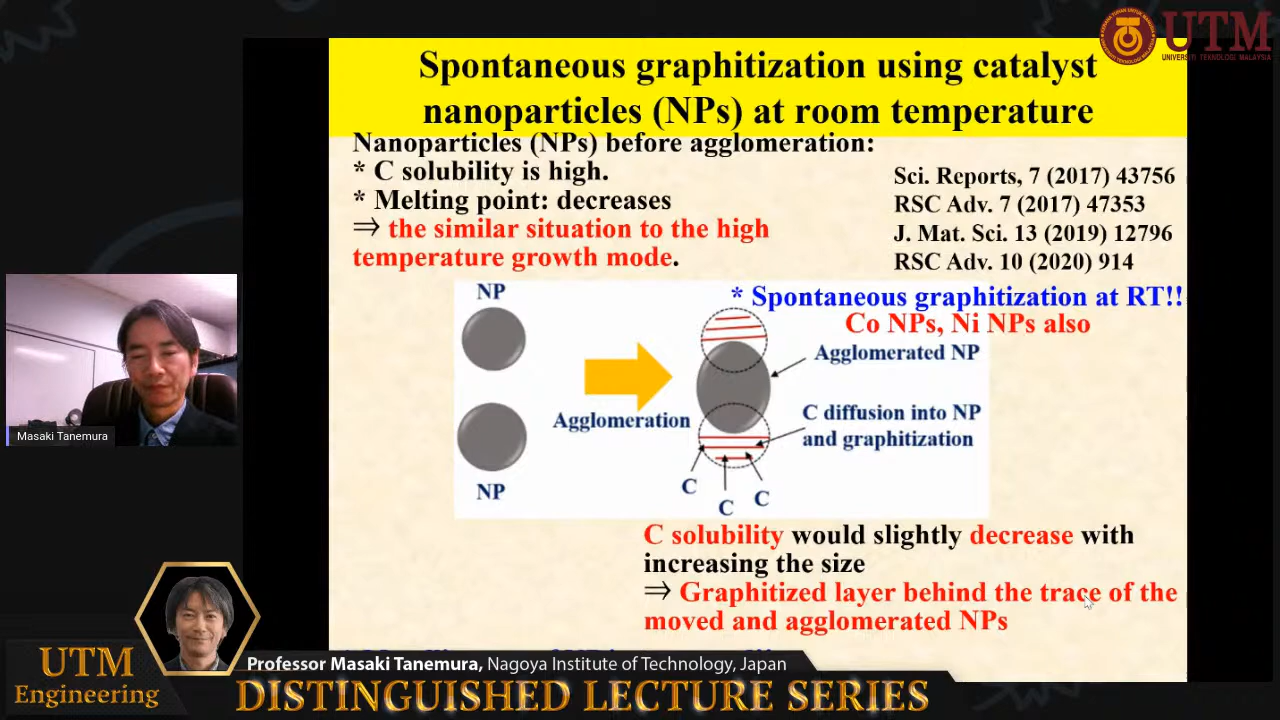 UTM
UNIVERSITI TEKNOLOGI MALAYSIA
Spontaneous graphitization using catalyst
nanoparticles (NPs) at room temperature
Nanoparticles (NPs) before agglomeration:
* C solubility is high.
* Melting point: decreases
⇒ the similar situation to the high
temperature growth mode.
Sci. Reports, 7 (2017) 43756
RSC Adv. 7 (2017) 47353
J. Mat. Sci. 13 (2019) 12796
RSC Adv. 10 (2020) 914
* Spontaneous graphitization at RT!!
Co NPs, Ni NPs also
NP
NP
Agglomeration
Agglomerated NP
C diffusion into NP
and graphitization
C
C
C
C solubility would slightly decrease with
increasing the size
⇒ Graphitized layer behind the trace of the
moved and agglomerated NPs
Masaki Tanemura
Professor Masaki Tanemura, Nagoya Institute of Technology, Japan
UTM
Engineering
DISTINGUISHED LECTURE SERIES